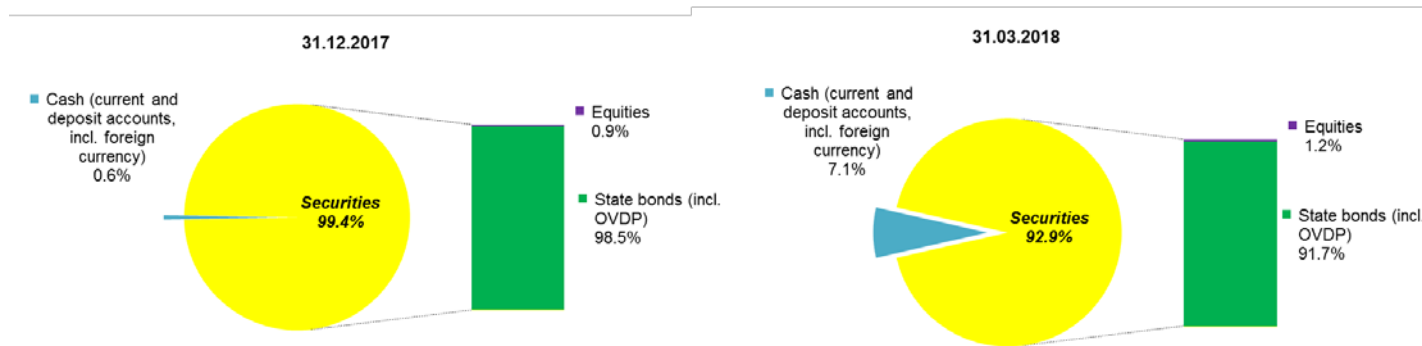 31.12.2017
Cash (current and
deposit accounts,
incl. foreign
currency)
0.6%
Securities
99.4%
Equities
0.9%
State bonds (incl.
OVDP)
98.5%
31.03.2018
Cash (current and
deposit accounts,
incl. foreign
currency)
7.1%
Securities
92.9%
Equities
1.2%
State bonds (incl.
OVDP)
91.7%